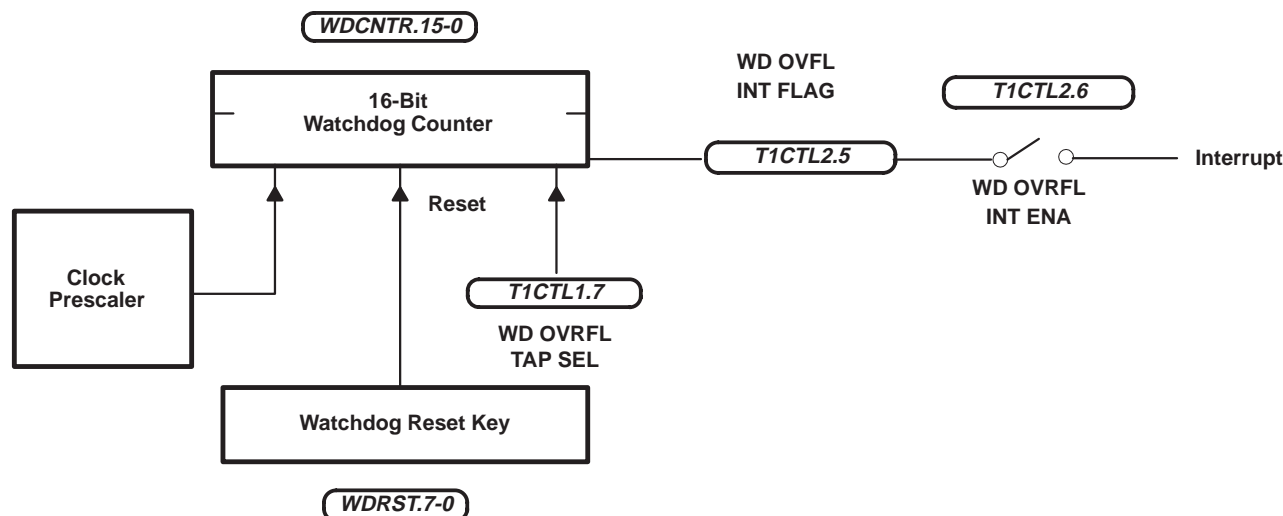 WDCNTR.15-0
16-Bit
Watchdog Counter
WD OVFL
INT FLAG
T1CTL2.6
T1CTL2.5
Interrupt
WD OVRFL
INT ENA
Reset
Clock
Prescaler
T1CTL1.7
WD OVRFL
TAP SEL
Watchdog Reset Key
WDRST.7-0